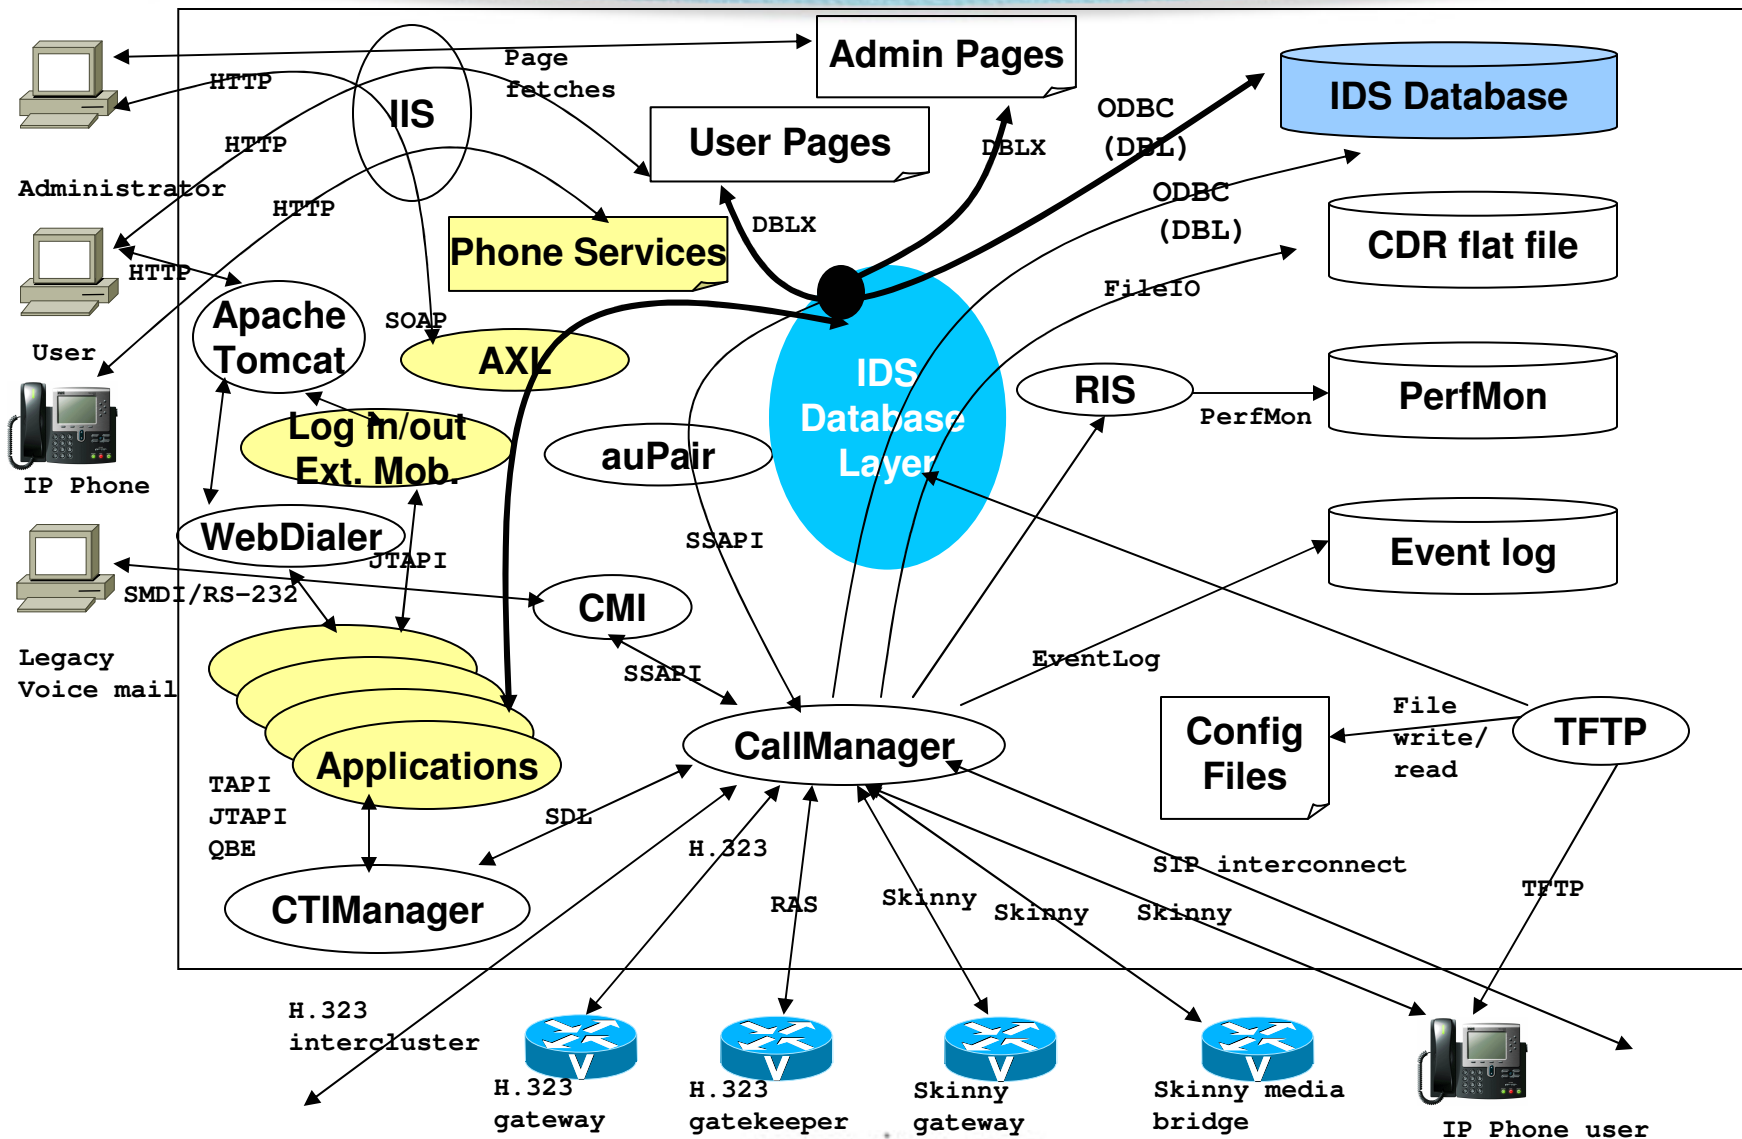 Admin Pages
Page
fetches
HTTP
IIS
ODBC
(DBL)
IDS Database
User Pages
DBLX
HTTP
Administrator
HTTP
ODBC
(DBL)
DBLX
Phone Services
CDR flat file
HTTP
FileIO
Apache
Tomcat
SOAP
User
AXL
IDS
Database
Layer
RIS
PerfMon
PerfMon
Log in/out
Ext. Mob.
auPair
IP Phone
WebDialer
JTAPI
SSAPI
Event log
SMDI/RS-232
CMI
Legacy
Voice mail
SSAPI
EventLog
File
write/
read
Config
Files
TFTP
CallManager
Applications
TAPI
JTAPI
QBE
SDL
H.323
SIP interconnect
TFTP
CTIManager
RAS
Skinny
Skinny
Skinny
H.323
intercluster
H.323
gateway
H.323
gatekeeper
Skinny
gateway
Skinny media
bridge
IP Phone user
V
V
V
V